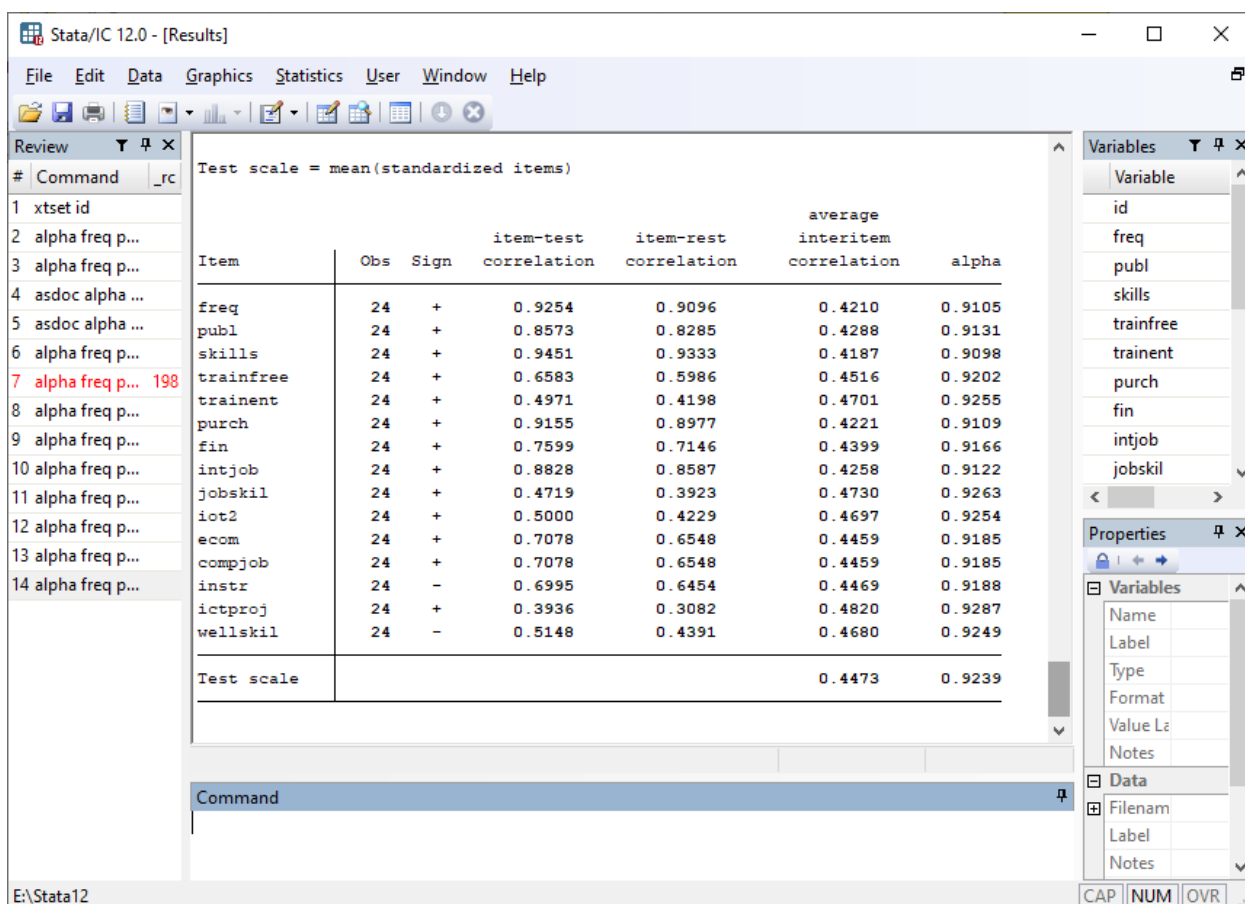 Stata/IC 12.0 - [Results]
File Edit Data Graphics Statistics User Window Help
Review
# Command _rc
1 xtset id
2 alpha freq p...
3 alpha freq p...
4 asdoc alpha ...
5 asdoc alpha ...
6 alpha freq p...
7 alpha freq p... 198
8 alpha freq p...
9 alpha freq p...
10 alpha freq p...
11 alpha freq p...
12 alpha freq p...
13 alpha freq p...
14 alpha freq p...
Test scale = mean(standardized items)
average
item-test item-rest interitem
Item Obs Sign correlation correlation correlation alpha
freq 24 + 0.9254 0.9096 0.4210 0.9105
publ 24 + 0.8573 0.8285 0.4288 0.9131
skills 24 + 0.9451 0.9333 0.4187 0.9098
trainfree 24 + 0.6583 0.5986 0.4516 0.9202
trainent 24 + 0.4971 0.4198 0.4701 0.9255
purch 24 + 0.9155 0.8977 0.4221 0.9109
fin 24 + 0.7599 0.7146 0.4399 0.9166
intjob 24 + 0.8828 0.8587 0.4258 0.9122
jobskil 24 + 0.4719 0.3923 0.4730 0.9263
iot2 24 + 0.5000 0.4229 0.4697 0.9254
ecom 24 + 0.7078 0.6548 0.4459 0.9185
compjob 24 + 0.7078 0.6548 0.4459 0.9185
instr 24 - 0.6995 0.6454 0.4469 0.9188
ictproj 24 + 0.3936 0.3082 0.4820 0.9287
wellskil 24 - 0.5148 0.4391 0.4680 0.9249
Test scale 0.4473 0.9239
Command
Variables
Variable
id
freq
publ
skills
trainfree
trainent
purch
fin
intjob
jobskil
Properties
Variables
Name
Label
Type
Format
Value La
Notes
Data
Filenam
Label
Notes
E:\Stata12
CAP NUM OVR